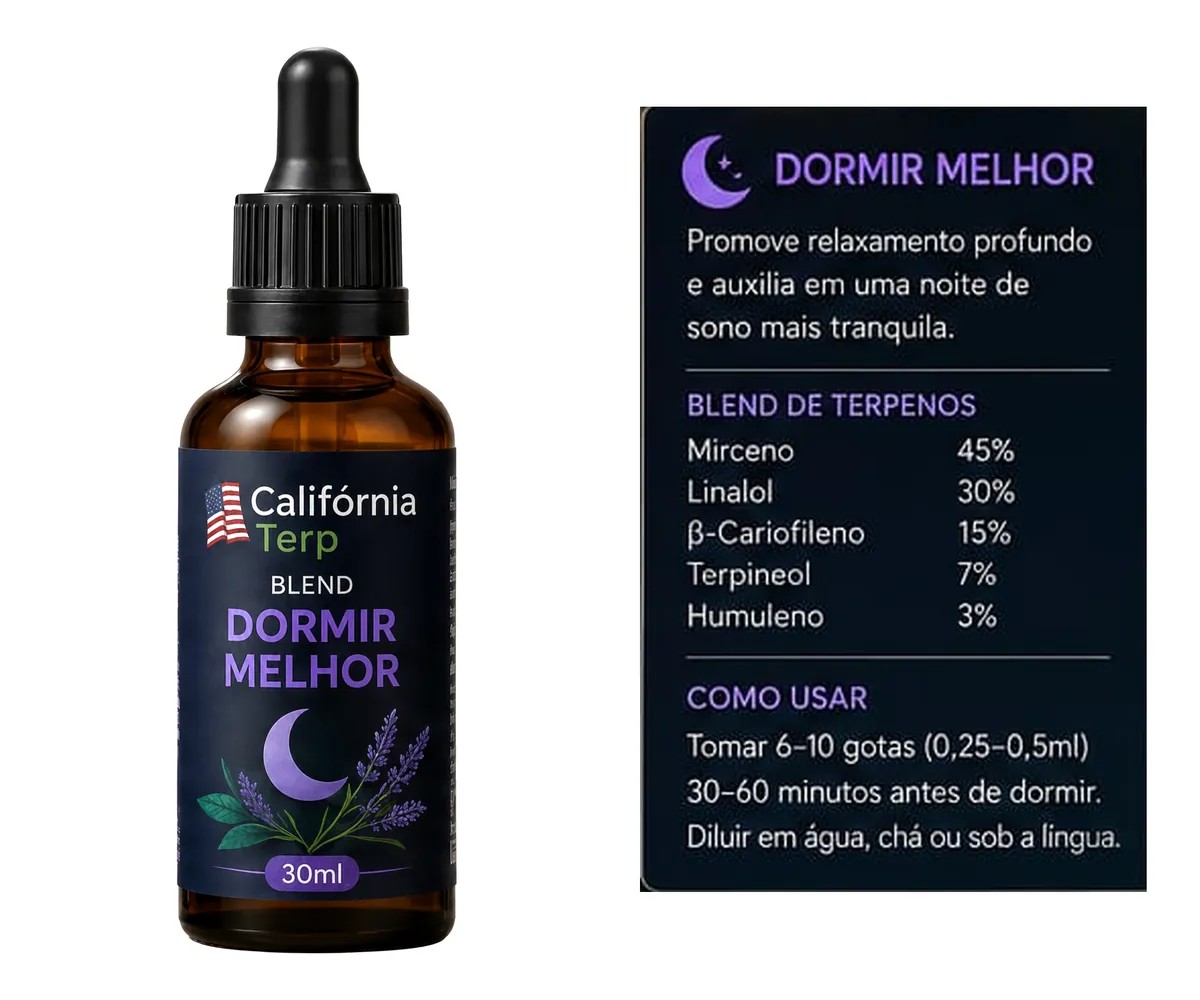 Califórnia
Terp
BLEND
DORMIR
MELHOR
30ml
DORMIR MELHOR
Promove relaxamento profundo
e auxilia em uma noite de
sono mais tranquila.
BLEND DE TERPENOS
Mirceno 45%
Linalol 30%
β-Cariofileno 15%
Terpineol 7%
Humuleno 3%
COMO USAR
Tomar 6–10 gotas (0,25–0,5ml)
30–60 minutos antes de dormir.
Diluir em água, chá ou sob a língua.